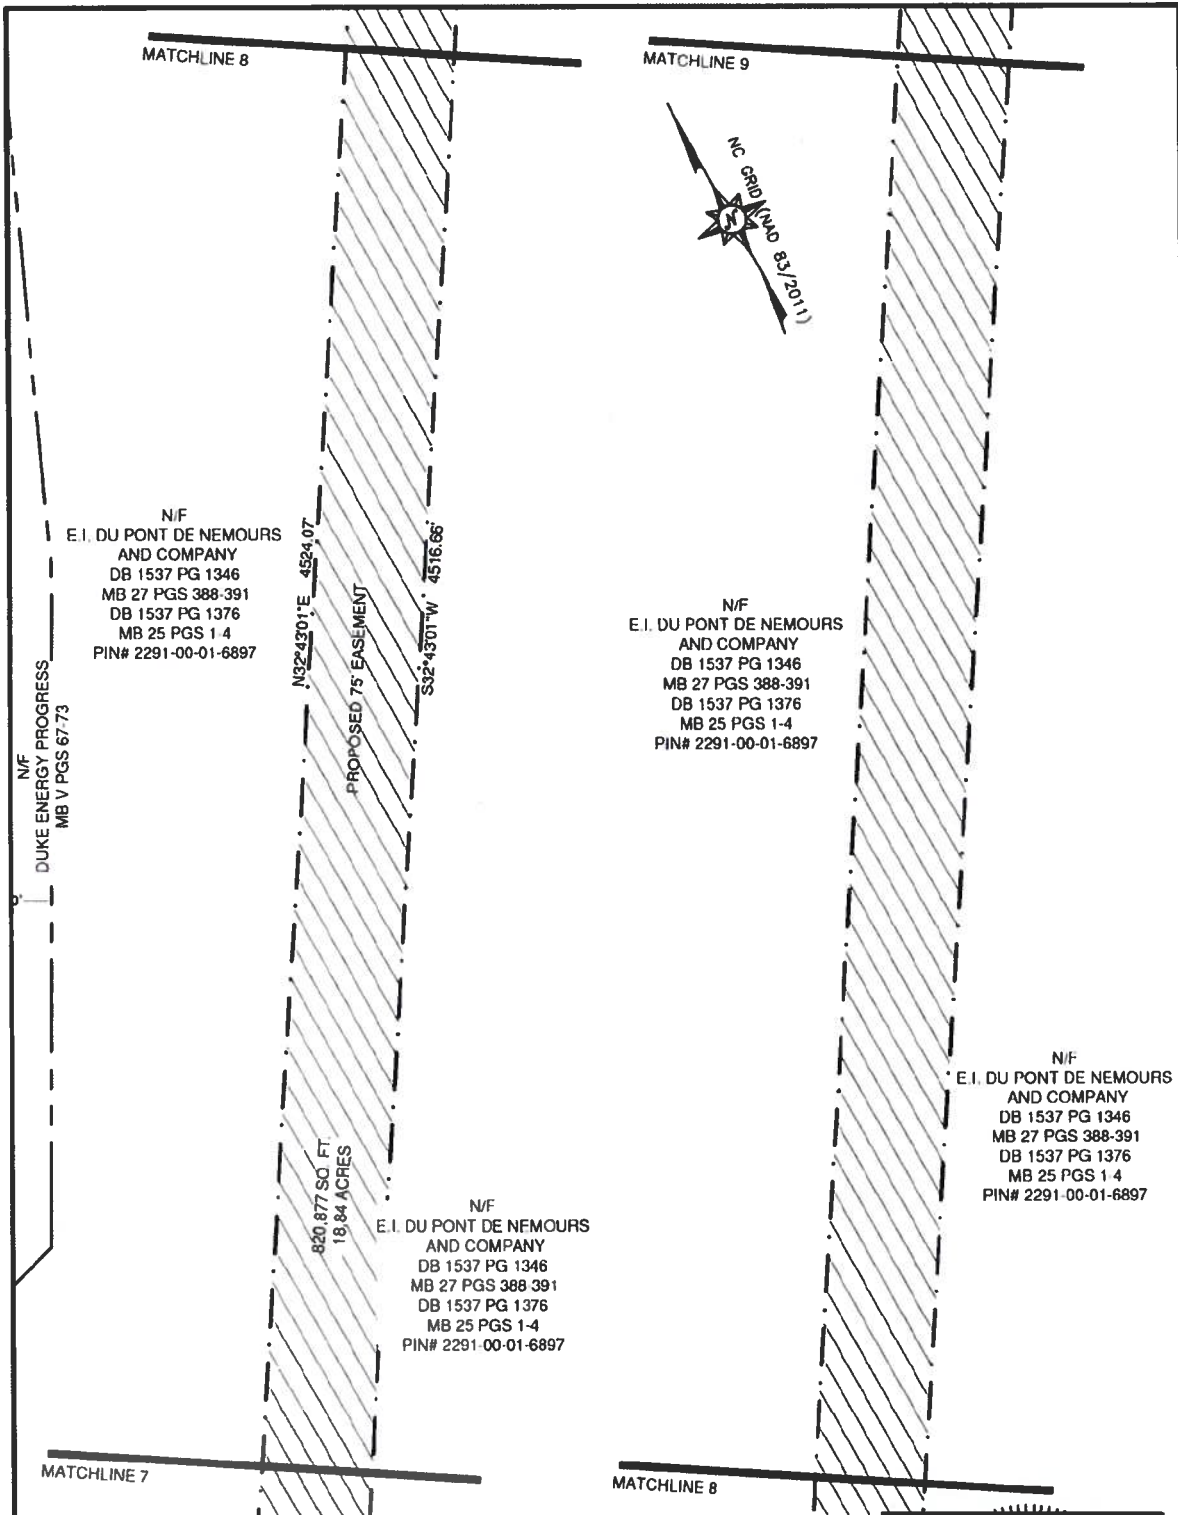 MATCHLINE 8
MATCHLINE 9
NC GRID (NAD 83/2011)
N
N/F
E.I. DU PONT DE NEMOURS
AND COMPANY
DB 1537 PG 1346
MB 27 PGS 388-391
DB 1537 PG 1376
MB 25 PGS 1-4
PIN# 2291-00-01-6897
N32°43'01"E 4524.07'
PROPOSED 75' EASEMENT
S32°43'01"W 4516.66'
N/F
DUKE ENERGY PROGRESS
MB V PGS 67-73
N/F
E.I. DU PONT DE NEMOURS
AND COMPANY
DB 1537 PG 1346
MB 27 PGS 388-391
DB 1537 PG 1376
MB 25 PGS 1-4
PIN# 2291-00-01-6897
820,877 SQ. FT.
18.84 ACRES
N/F
E.I. DU PONT DE NEMOURS
AND COMPANY
DB 1537 PG 1346
MB 27 PGS 388-391
DB 1537 PG 1376
MB 25 PGS 1-4
PIN# 2291-00-01-6897
N/F
E.I. DU PONT DE NEMOURS
AND COMPANY
DB 1537 PG 1346
MB 27 PGS 388-391
DB 1537 PG 1376
MB 25 PGS 1-4
PIN# 2291-00-01-6897
MATCHLINE 7
MATCHLINE 8